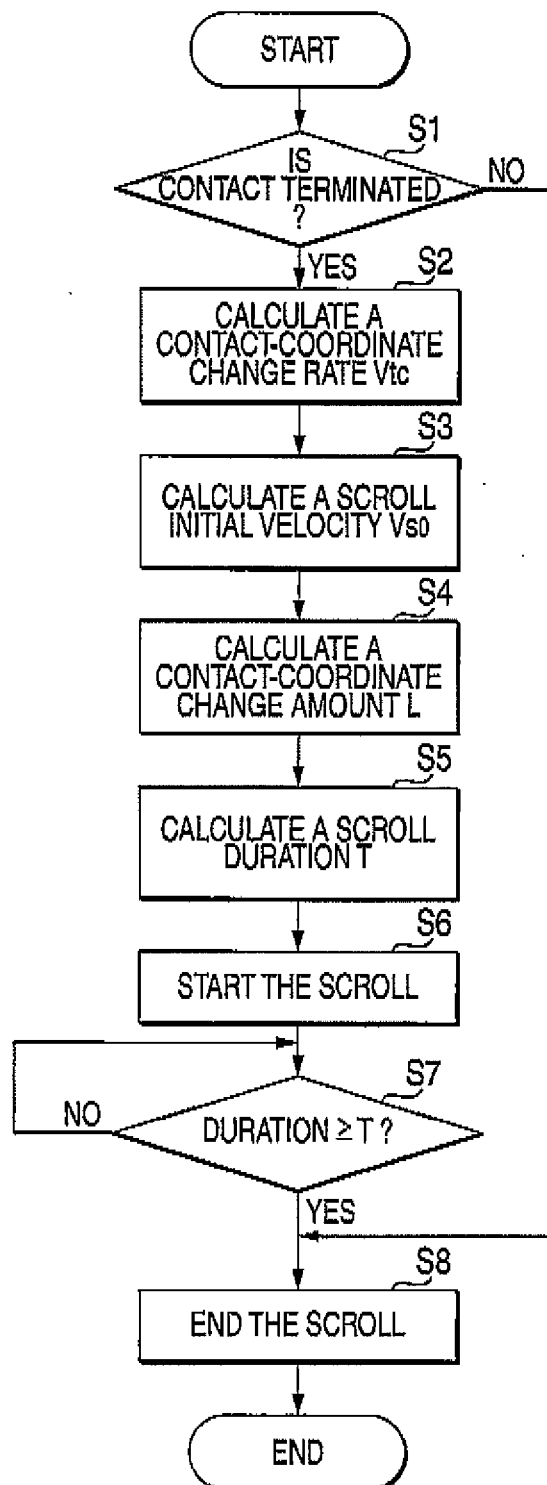 START
S1
IS
CONTACT TERMINATED
?
NO
YES
S2
CALCULATE A
CONTACT-COORDINATE
CHANGE RATE Vtc
S3
CALCULATE A SCROLL
INITIAL VELOCITY Vs0
S4
CALCULATE A
CONTACT-COORDINATE
CHANGE AMOUNT L
S5
CALCULATE A SCROLL
DURATION T
S6
START THE SCROLL
S7
NO
DURATION ≥ T ?
YES
S8
END THE SCROLL
END